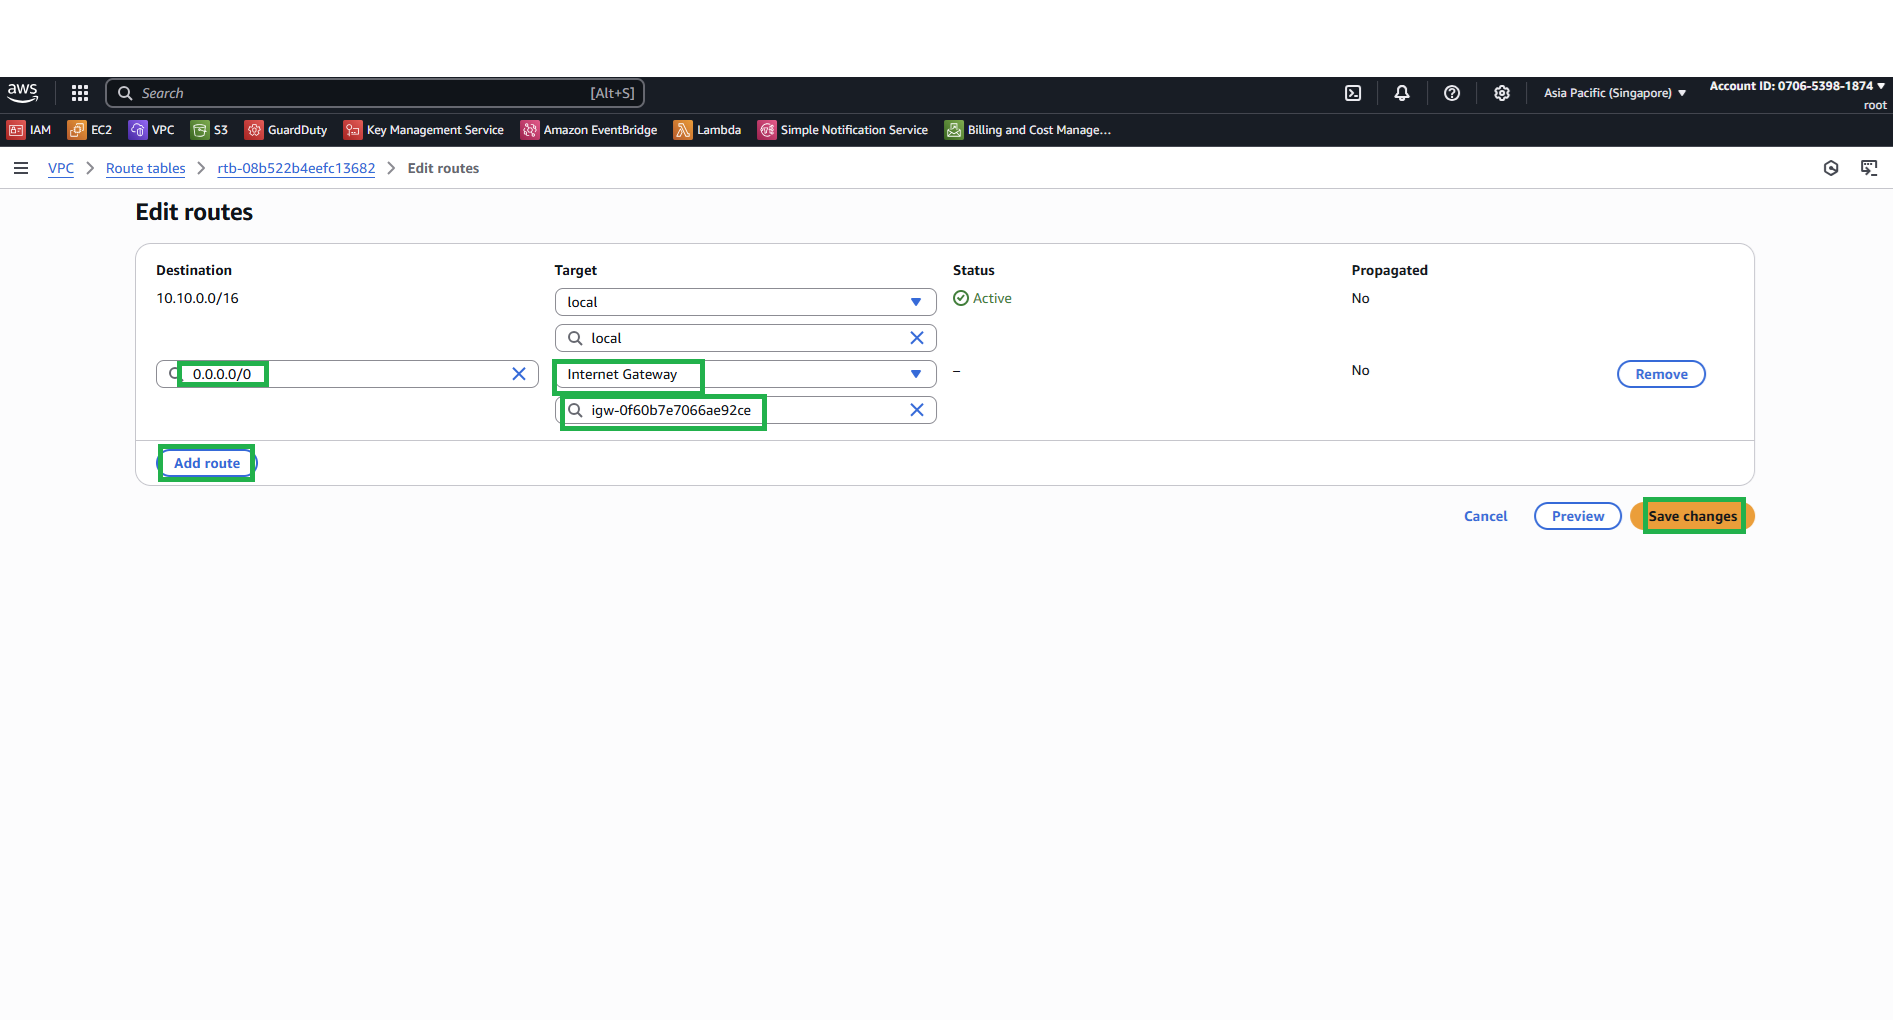 aws
Search [Alt+S]
Asia Pacific (Singapore)
Account ID: 0706-5398-1874
root
IAM EC2 VPC S3 GuardDuty Key Management Service Amazon EventBridge Lambda Simple Notification Service Billing and Cost Manage...
VPC > Route tables > rtb-08b522b4eefc13682 > Edit routes
Edit routes
Destination Target Status Propagated
10.10.0.0/16 local Active No
local
0.0.0.0/0 Internet Gateway – No Remove
igw-0f60b7e7066ae92ce
Add route
Cancel Preview Save changes